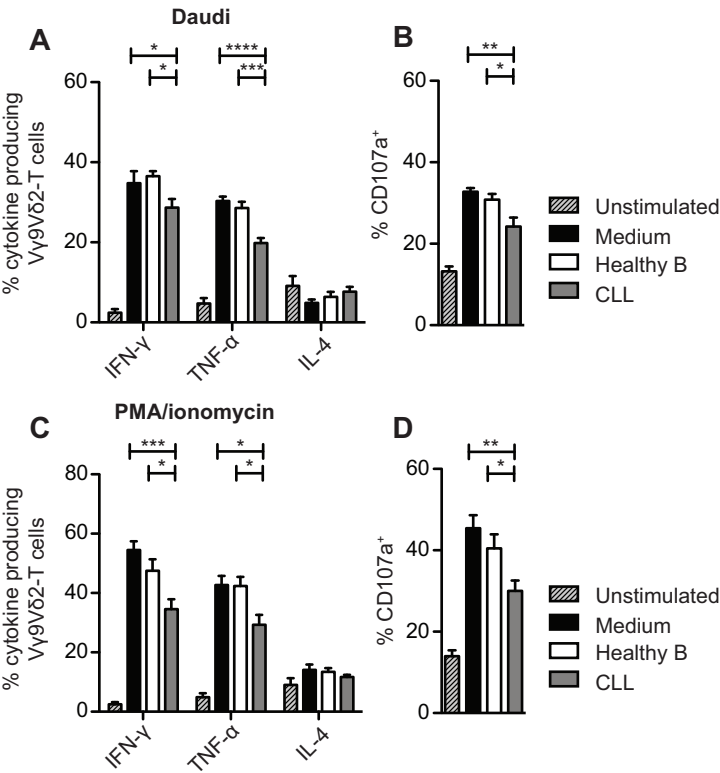 Daudi
A
B
% cytokine producing
Vγ9Vδ2-T cells
60
40
20
0
*
*
****
***
IFN-γ
TNF-α
IL-4
% CD107a+
60
40
20
0
**
*
Unstimulated
Medium
Healthy B
CLL
PMA/ionomycin
C
D
% cytokine producing
Vγ9Vδ2-T cells
80
60
40
20
0
***
*
*
*
IFN-γ
TNF-α
IL-4
% CD107a+
60
40
20
0
**
*
Unstimulated
Medium
Healthy B
CLL